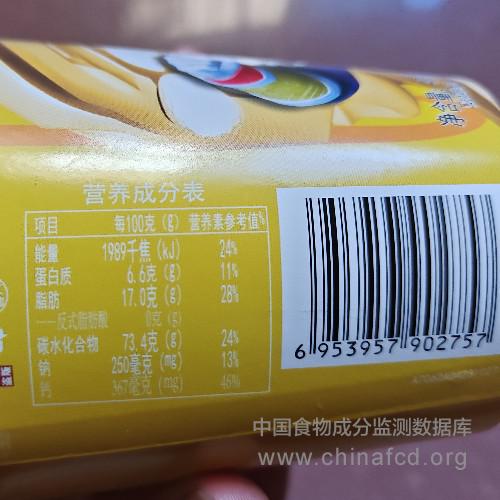 净含量
营养成分表
项目 每100克(g) 营养素参考值%
能量 1989千焦(kJ) 24%
蛋白质 6.6克(g) 11%
脂肪 17.0克(g) 28%
——反式脂肪酸 0克(g)
碳水化合物 73.4克(g) 24%
钠 250毫克(mg) 13%
钙 367毫克(mg) 46%
6 953957 902757
中国食物成分监测数据库
www.chinafcd.org